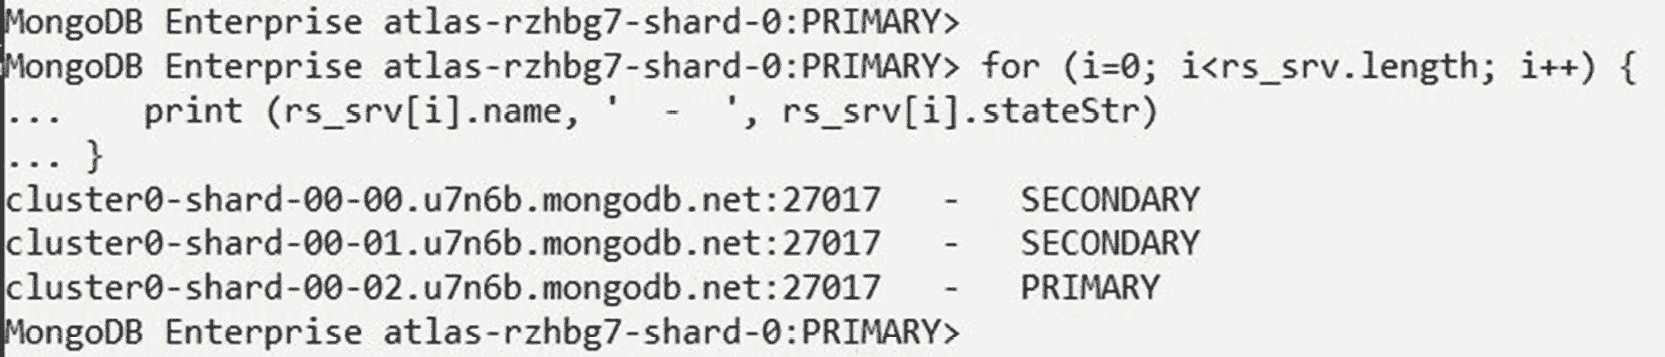 MongoDB Enterprise atlas-rzhbg7-shard-0:PRIMARY>
MongoDB Enterprise atlas-rzhbg7-shard-0:PRIMARY> for (i=0; i<rs_srv.length; i++) {
...     print (rs_srv[i].name, '  -  ', rs_srv[i].stateStr)
... }
cluster0-shard-00-00.u7n6b.mongodb.net:27017   -   SECONDARY
cluster0-shard-00-01.u7n6b.mongodb.net:27017   -   SECONDARY
cluster0-shard-00-02.u7n6b.mongodb.net:27017   -   PRIMARY
MongoDB Enterprise atlas-rzhbg7-shard-0:PRIMARY>